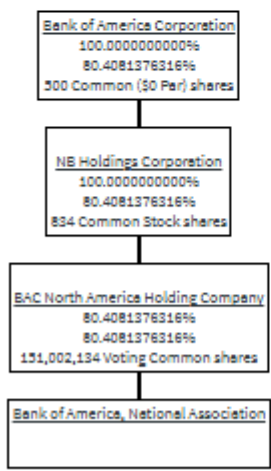 Bank of America Corporation
100.0000000000%
80.4081376316%
500 Common ($0 Par) shares
NB Holdings Corporation
100.0000000000%
80.4081376316%
834 Common Stock shares
BAC North America Holding Company
80.4081376316%
80.4081376316%
151,002,134 Voting Common shares
Bank of America, National Association